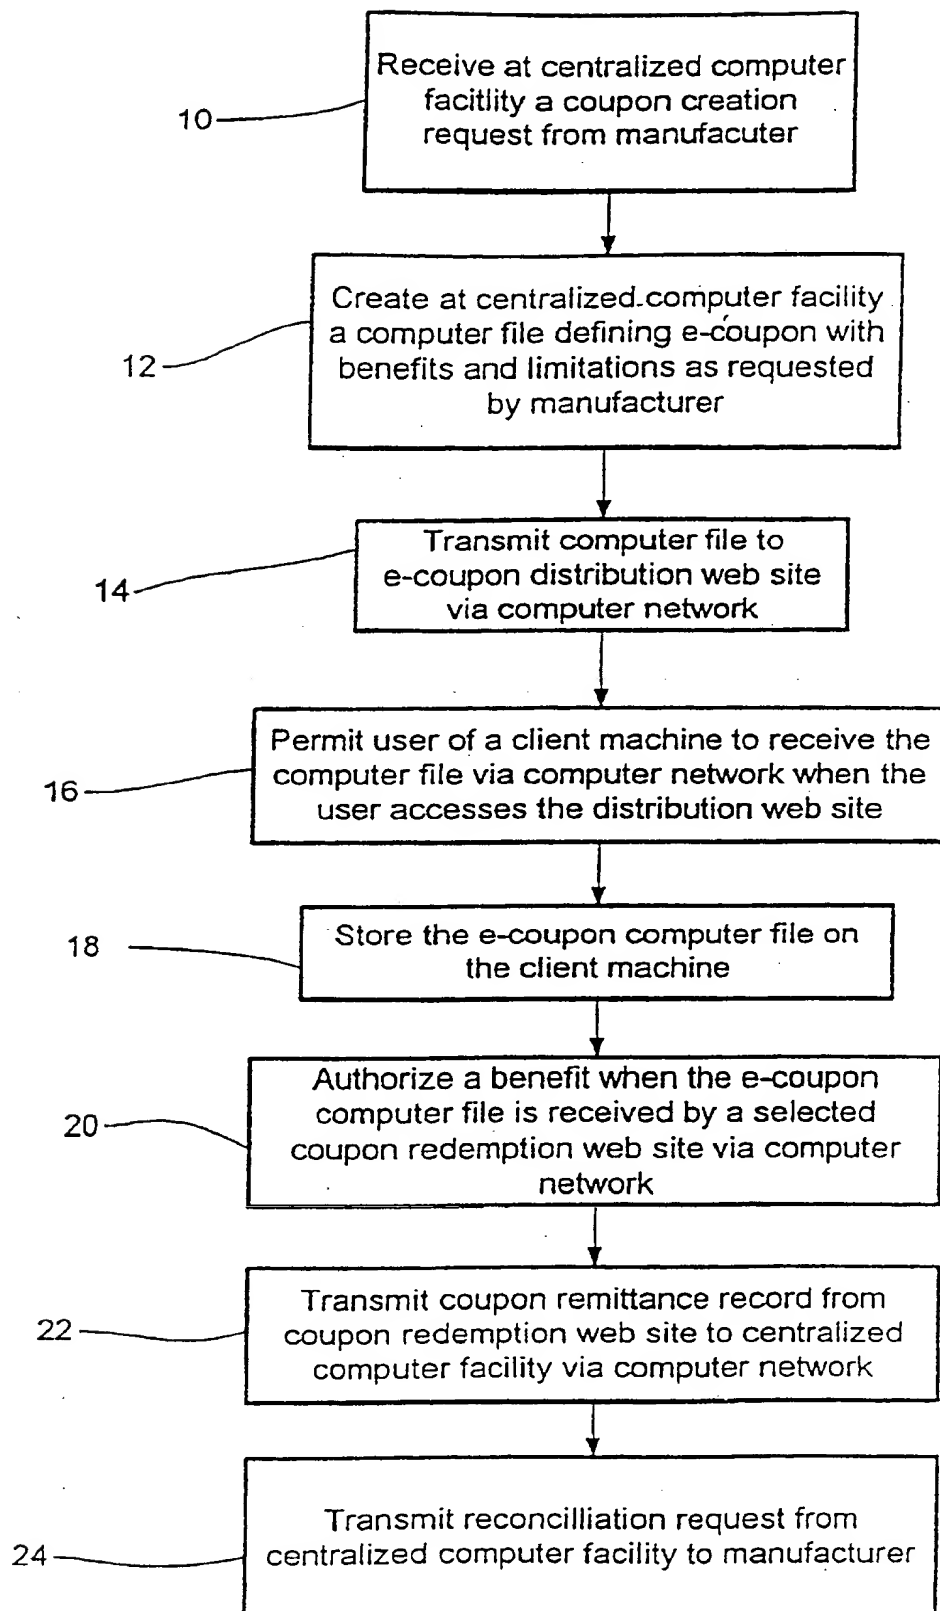 Receive at centralized computer
facitlity a coupon creation
request from manufacuter
10
Create at centralized computer facility
a computer file defining e-coupon with
benefits and limitations as requested
by manufacturer
12
Transmit computer file to
e-coupon distribution web site
via computer network
14
Permit user of a client machine to receive the
computer file via computer network when the
user accesses the distribution web site
16
Store the e-coupon computer file on
the client machine
18
Authorize a benefit when the e-coupon
computer file is received by a selected
coupon redemption web site via computer
network
20
Transmit coupon remittance record from
coupon redemption web site to centralized
computer facility via computer network
22
Transmit reconcilliation request from
centralized computer facility to manufacturer
24